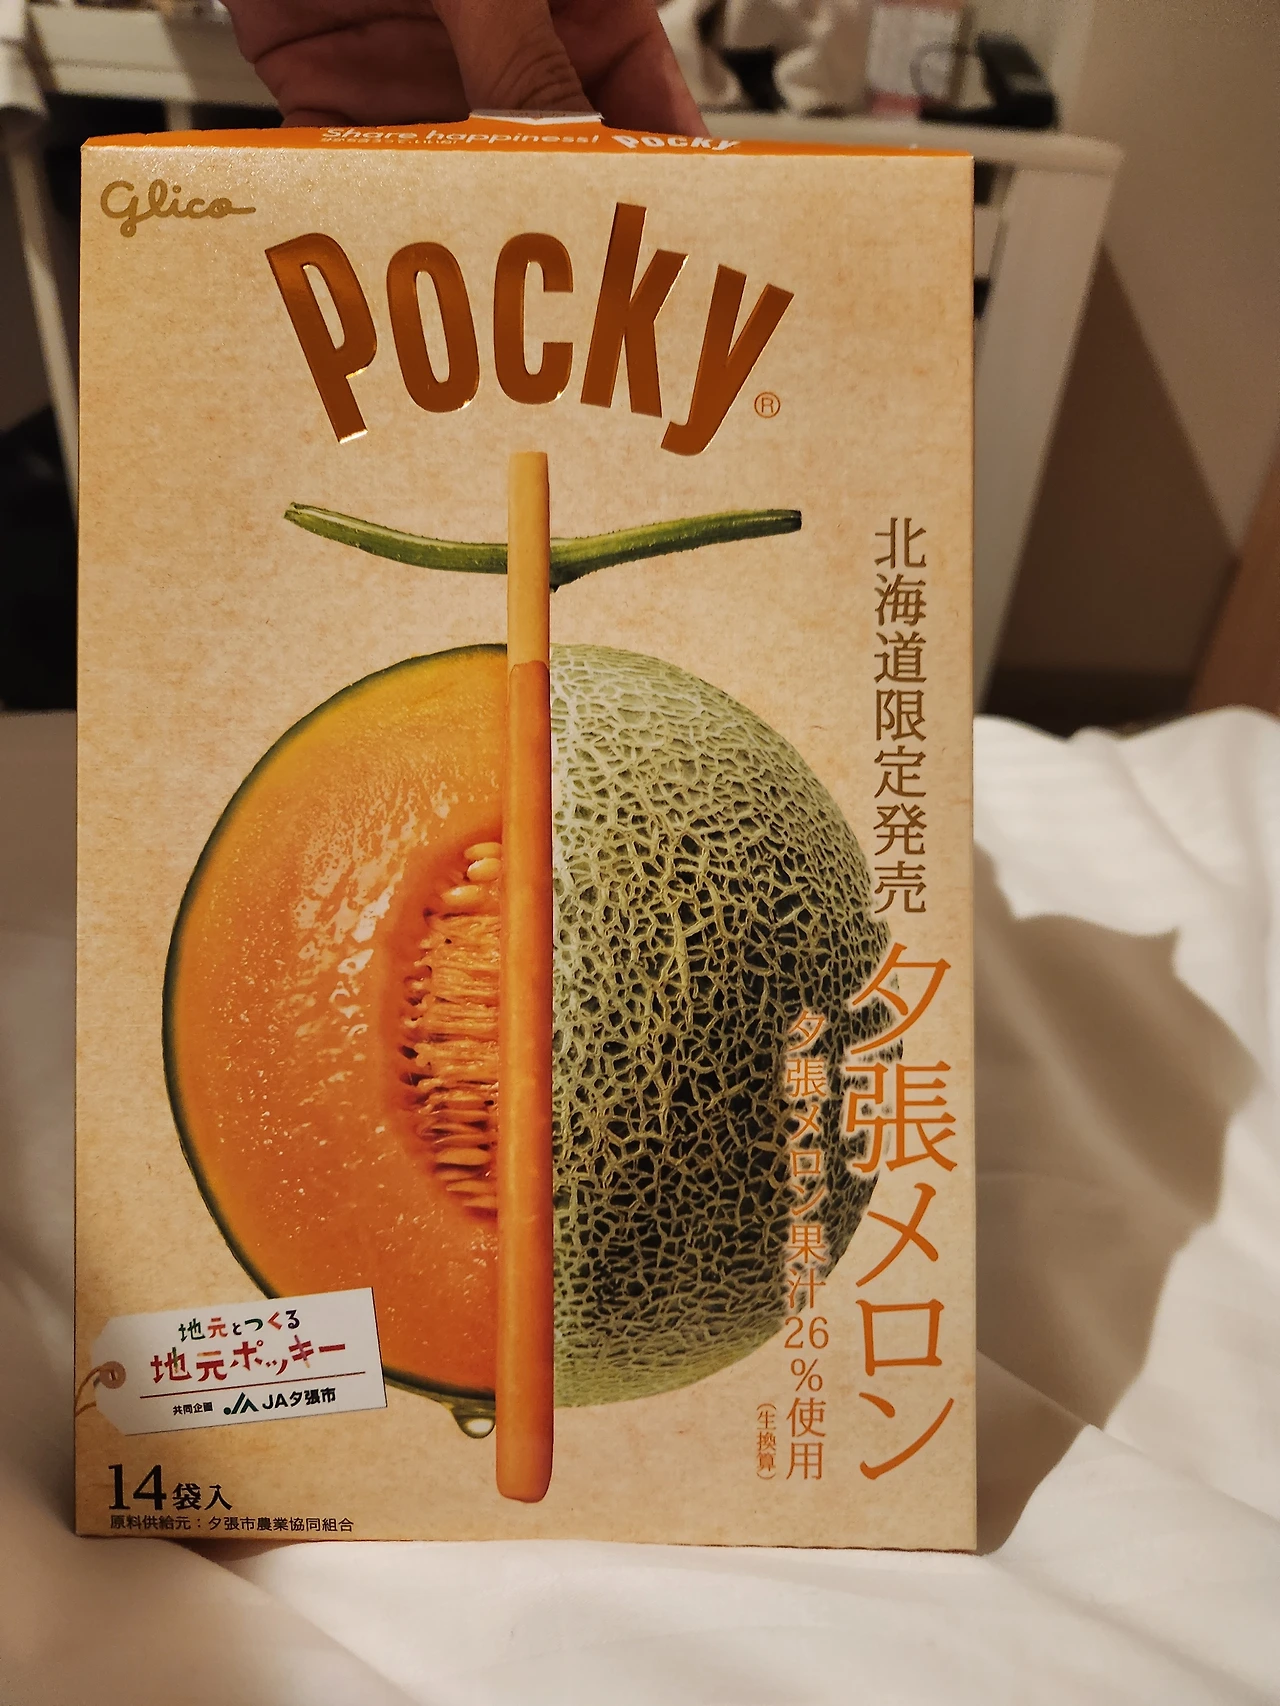 Share happiness! Pocky
Glico
Pocky®
北海道限定発売
夕張メロン
夕張メロン果汁26%使用
(生換算)
地元とつくる
地元ポッキー
共同企画 JA夕張市
14袋入
原料供給元：夕張市農業協同組合